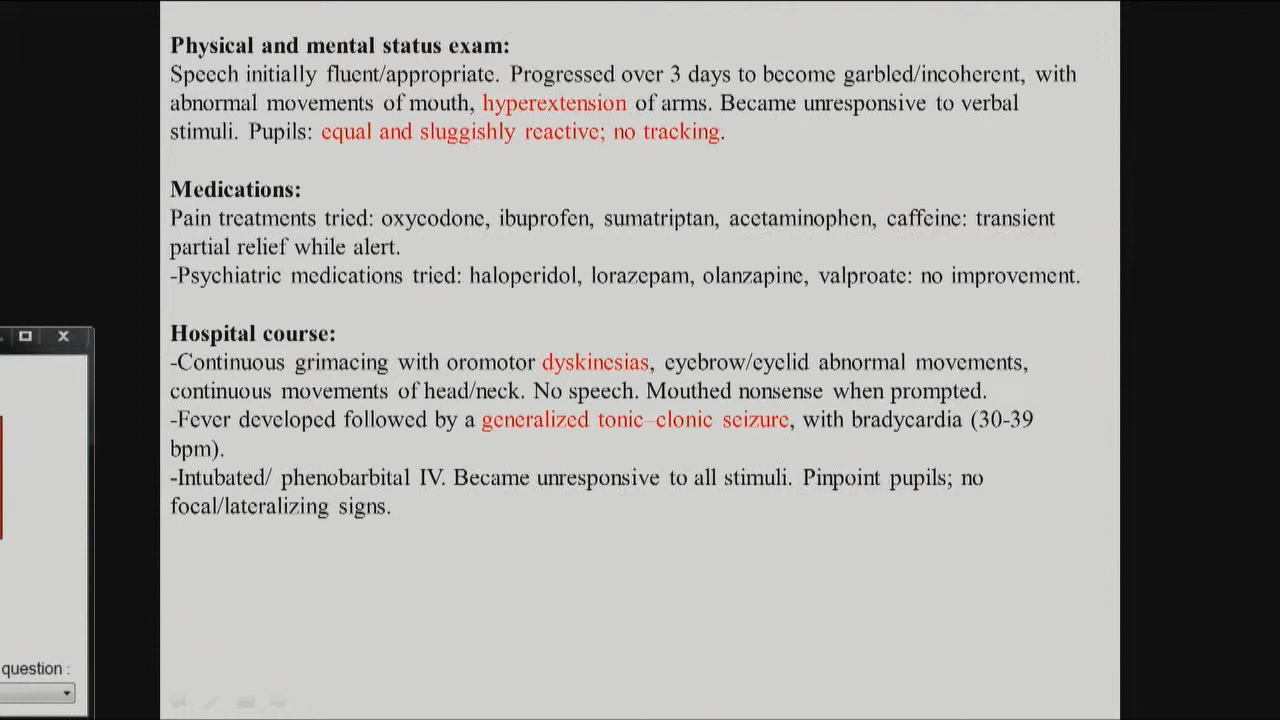 Physical and mental status exam:
Speech initially fluent/appropriate. Progressed over 3 days to become garbled/incoherent, with
abnormal movements of mouth, hyperextension of arms. Became unresponsive to verbal
stimuli. Pupils: equal and sluggishly reactive; no tracking.
Medications:
Pain treatments tried: oxycodone, ibuprofen, sumatriptan, acetaminophen, caffeine: transient
partial relief while alert.
-Psychiatric medications tried: haloperidol, lorazepam, olanzapine, valproate: no improvement.
Hospital course:
-Continuous grimacing with oromotor dyskinesias, eyebrow/eyelid abnormal movements,
continuous movements of head/neck. No speech. Mouthed nonsense when prompted.
-Fever developed followed by a generalized tonic–clonic seizure, with bradycardia (30-39
bpm).
-Intubated/ phenobarbital IV. Became unresponsive to all stimuli. Pinpoint pupils; no
focal/lateralizing signs.
question :